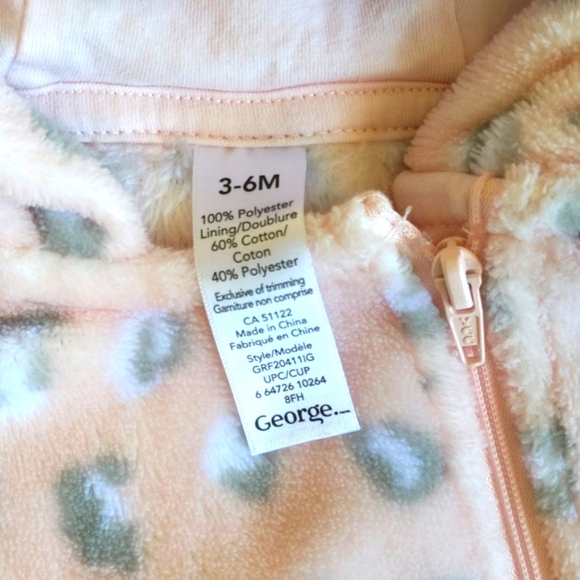 3-6M
100% Polyester
Lining/Doublure
60% Cotton/
Coton
40% Polyester
Exclusive of trimming
Garniture non comprise
CA 51122
Made in China
Fabriqué en Chine
Style/Modèle
GRF20411IG
UPC/CUP
6 64726 10264
8FH
George.